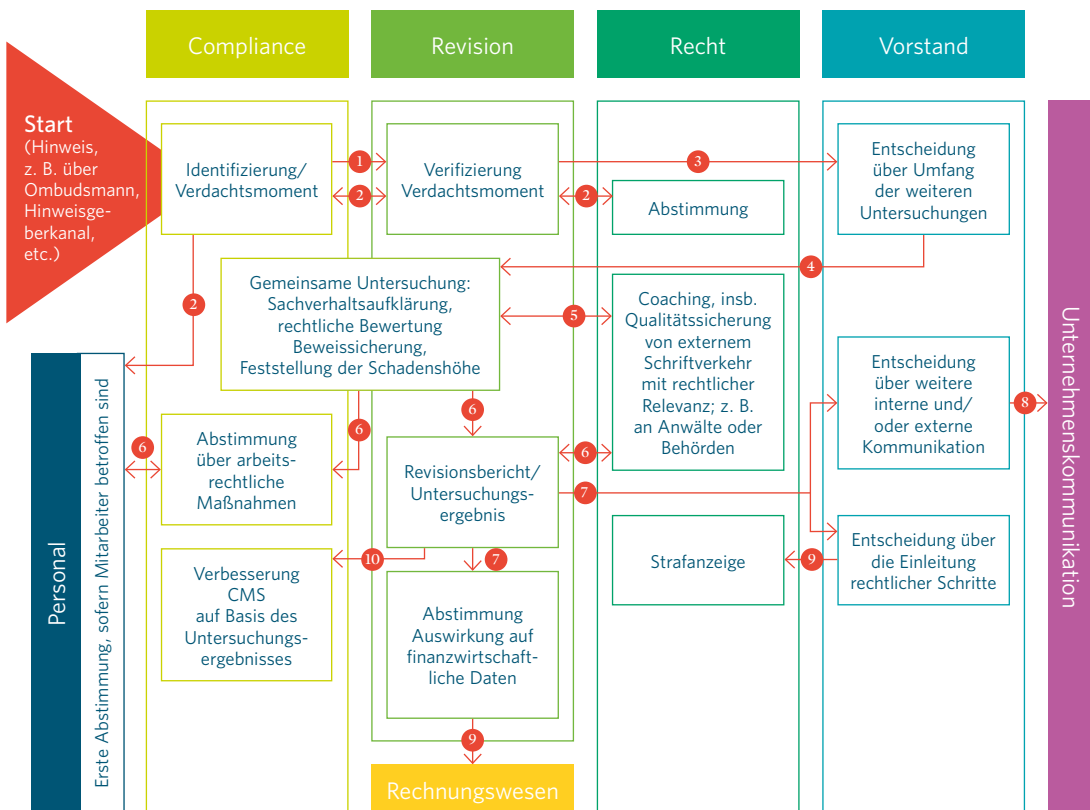 Compliance
Revision
Recht
Vorstand
Start
(Hinweis,
z. B. über
Ombudsmann,
Hinweisge-
berkanal,
etc.)
Identifizierung/
Verdachtsmoment
1
2
Verifizierung
Verdachtsmoment
3
2
Abstimmung
Entscheidung
über Umfang
der weiteren
Untersuchungen
4
2
Gemeinsame Untersuchung:
Sachverhaltsaufklärung,
rechtliche Bewertung
Beweissicherung,
Feststellung der Schadenshöhe
5
Coaching, insb.
Qualitätssicherung
von externem
Schriftverkehr
mit rechtlicher
Relevanz; z. B.
an Anwälte oder
Behörden
Entscheidung
über weitere
interne und/
oder externe
Kommunikation
8
Unternehmenskommunikation
Personal
Erste Abstimmung, sofern Mitarbeiter betroffen sind
6
Abstimmung
über arbeits-
rechtliche
Maßnahmen
6
6
Revisionsbericht/
Untersuchungs-
ergebnis
6
7
Strafanzeige
9
Entscheidung über
die Einleitung
rechtlicher Schritte
10
7
Verbesserung
CMS
auf Basis des
Untersuchungs-
ergebnisses
Abstimmung
Auswirkung auf
finanzwirtschaft-
liche Daten
9
Rechnungswesen